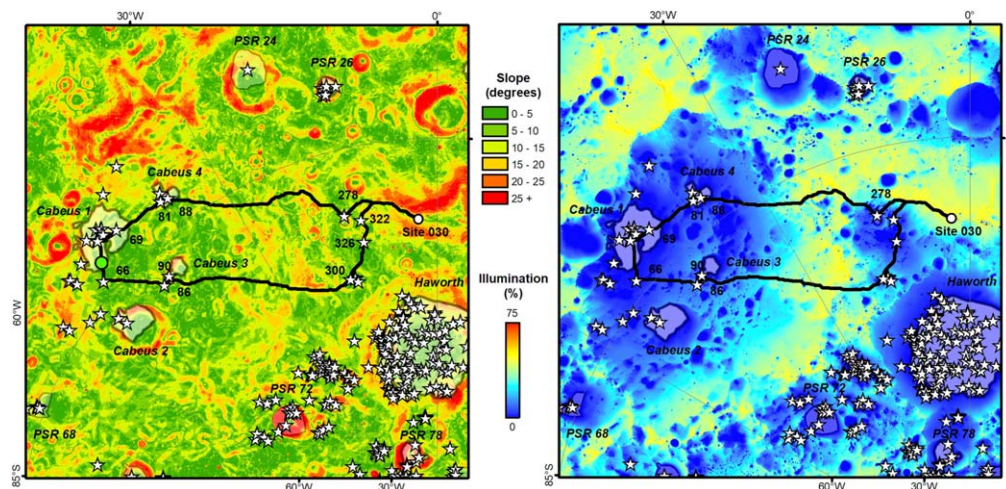 30°W
0°
30°W
0°
PSR 24
PSR 26
Cabeus 4
81
88
278
322
Site 030
Cabeus 1
69
326
66
90
Cabeus 3
86
300
Haworth
60°W
Cabeus 2
PSR 72
PSR 68
PSR 78
85°S
60°W
30°W
Slope
(degrees)
0 - 5
5 - 10
10 - 15
15 - 20
20 - 25
25 +
Illumination
(%)
75
0
PSR 24
PSR 26
Cabeus 4
81
88
278
322
Site 030
Cabeus 1
69
326
66
90
Cabeus 3
86
300
Haworth
60°W
Cabeus 2
PSR 72
PSR 68
PSR 78
85°S
60°W
30°W